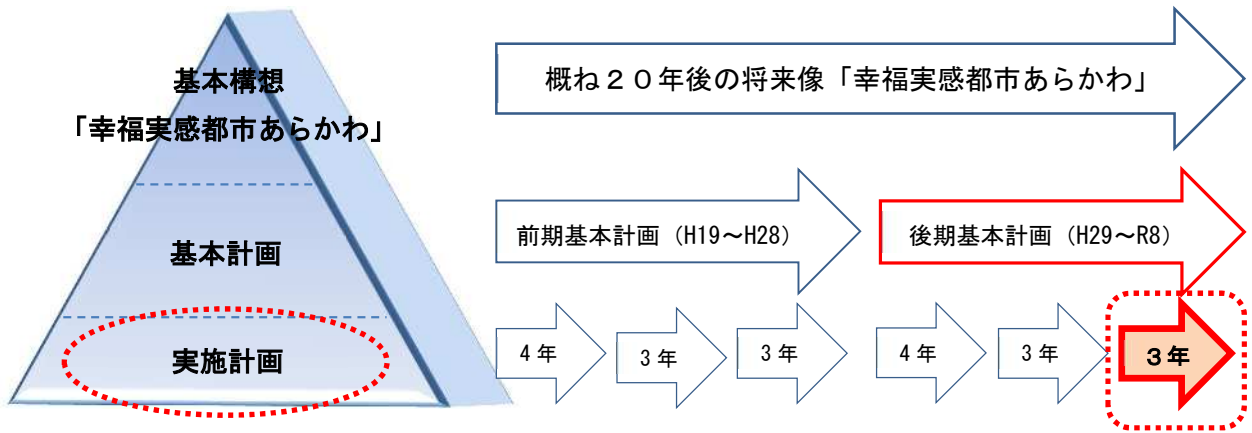 基本構想
「幸福実感都市あらかわ」
基本計画
実施計画
概ね２０年後の将来像「幸福実感都市あらかわ」
前期基本計画（H19～H28）
後期基本計画（H29～R8）
４年
３年
３年
４年
３年
３年